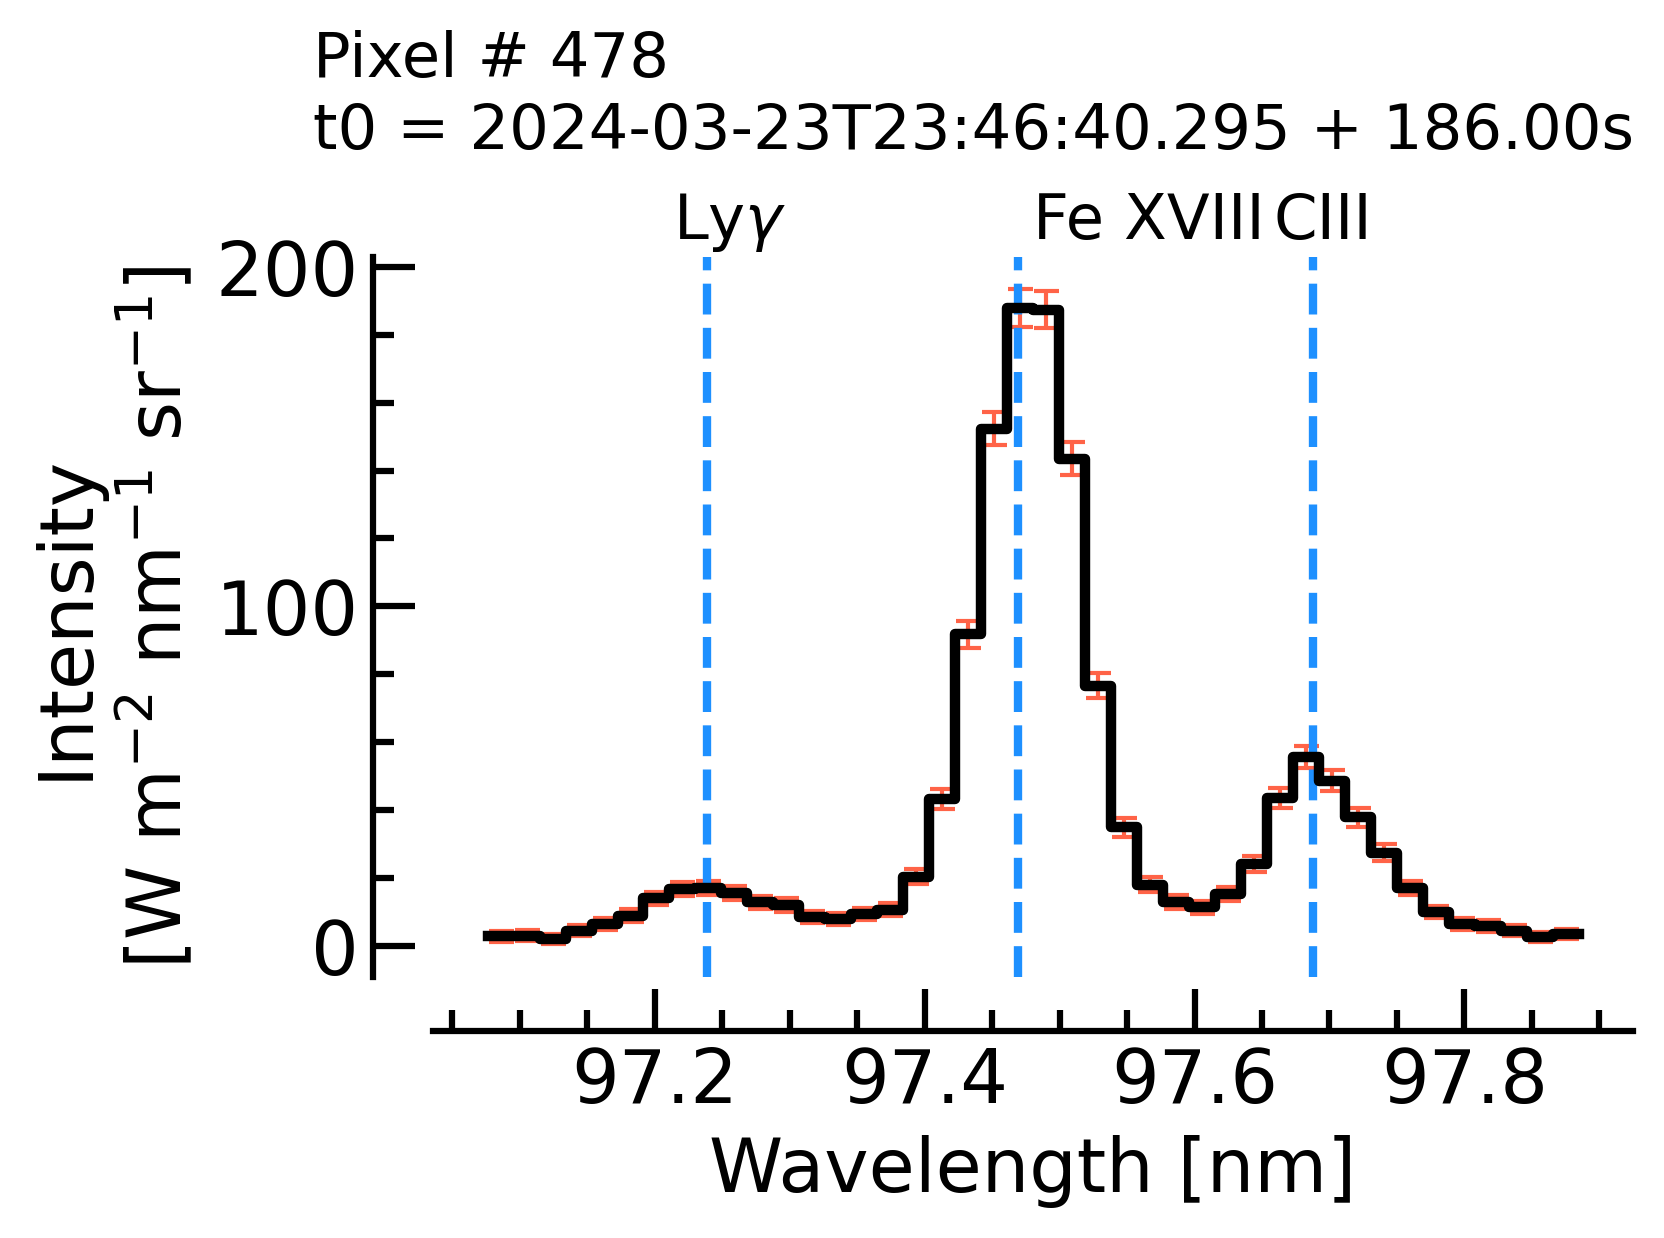 Pixel # 478
t0 = 2024-03-23T23:46:40.295 + 186.00s
Lyγ Fe XVIII CIII
200
100
0
Intensity
[W m⁻² nm⁻¹ sr⁻¹]
97.2 97.4 97.6 97.8
Wavelength [nm]